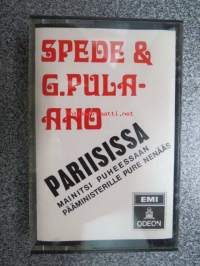 SPEDE &
G.PULA-
AHO
PARIISISSA
MAINITSI PUHEESSAAN
PÄÄMINISTERILLE PURE NENÄÄS
EMI
ODEON